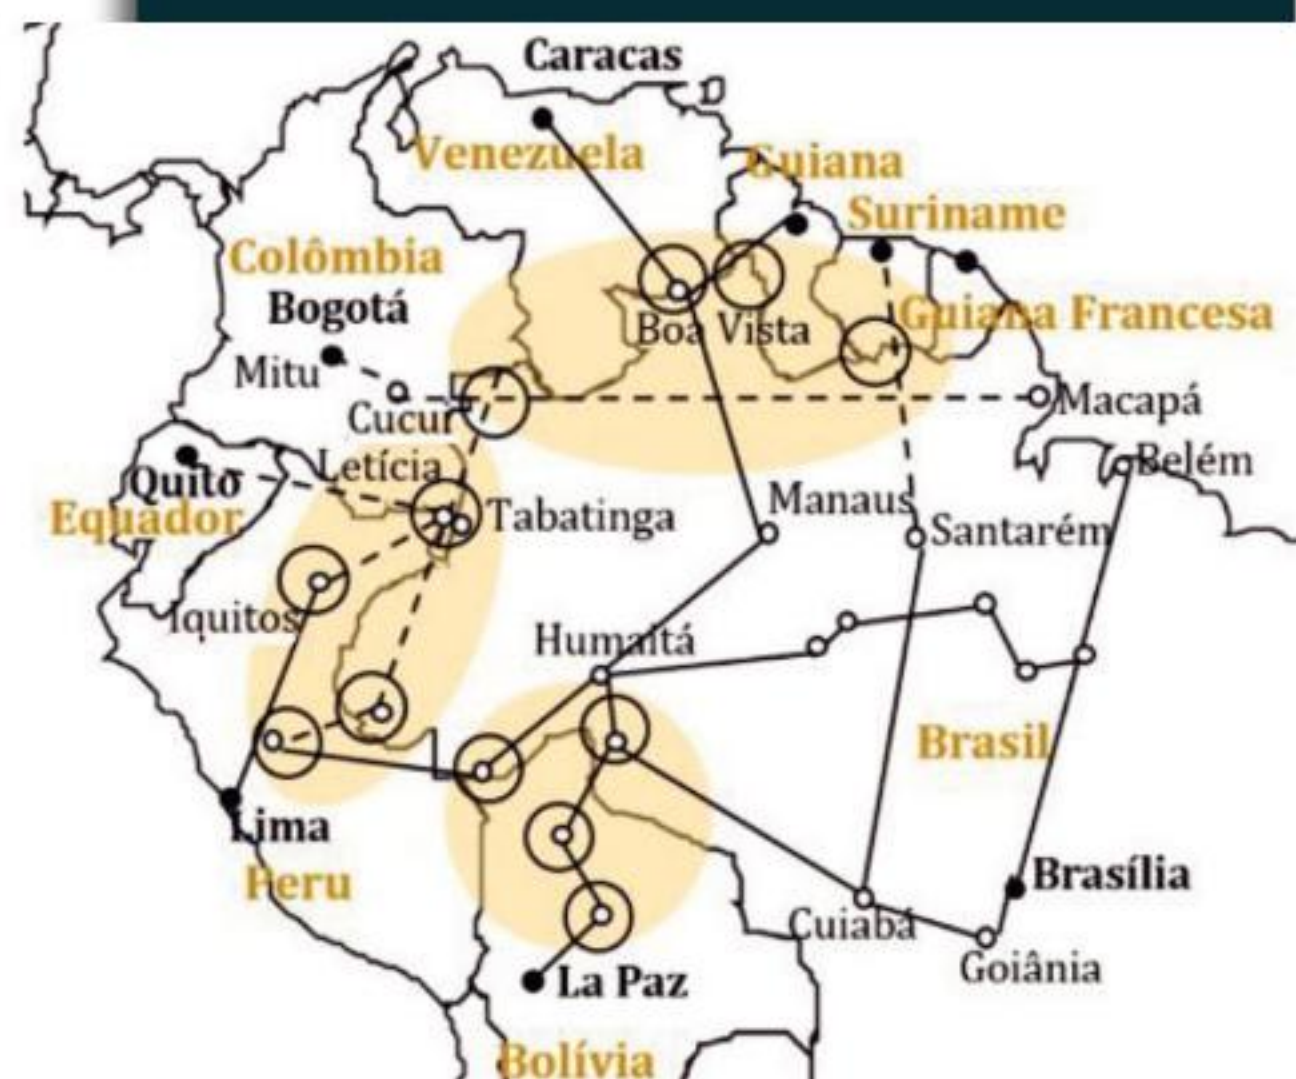 Caracas
Venezuela
Guiana
Suriname
Colômbia
Bogotá
Guiana Francesa
Boa Vista
Mitu
Cucur
Macapá
Letícia
Belém
Quito
Equador
Tabatinga
Manaus
Santarém
Iquitos
Humaitá
Brasil
Lima
Peru
Brasília
Cuiabá
Goiânia
La Paz
Bolívia